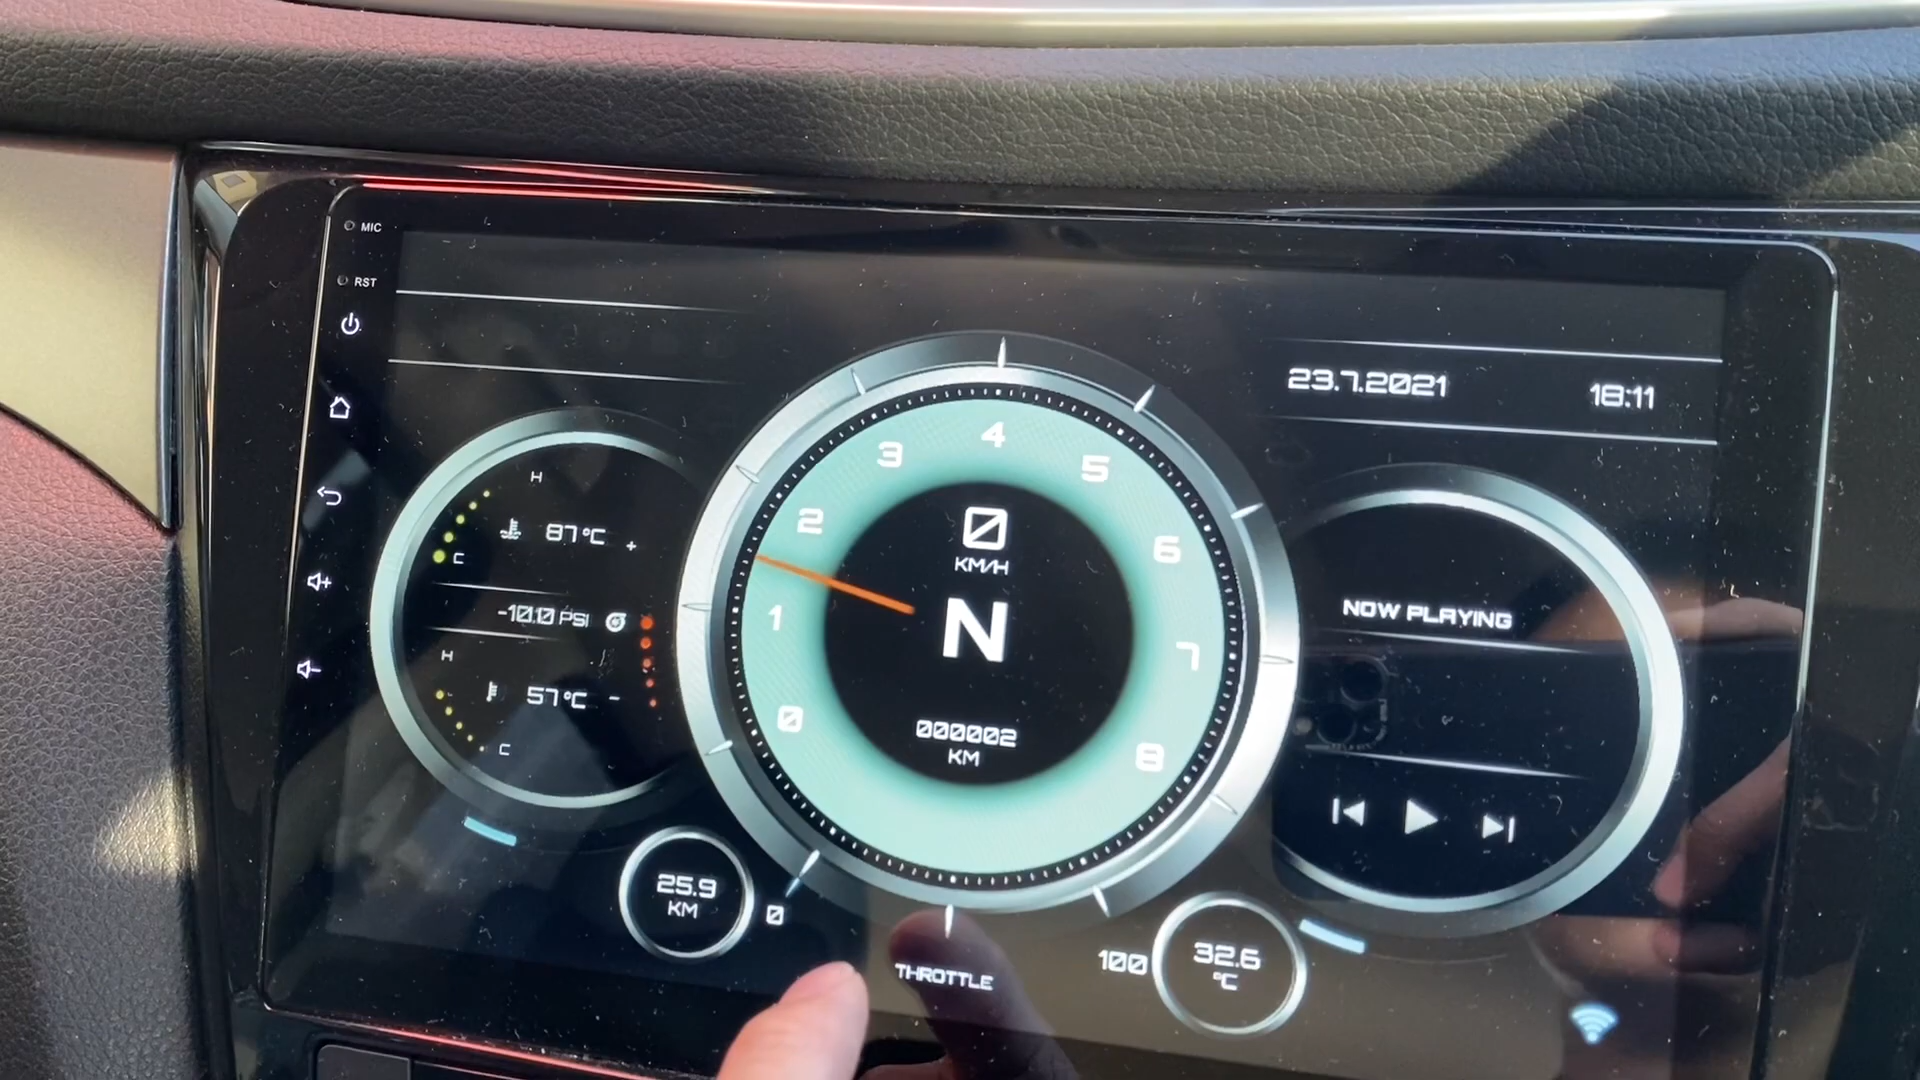 MIC
RST
23.7.2021 18:11
H
87°C +
C
-10.0 PSI
H
57°C -
C
0
1
2
3
4
5
6
7
8
0
KM/H
N
000002
KM
NOW PLAYING
25.9
KM
0
THROTTLE
100
32.6
°C